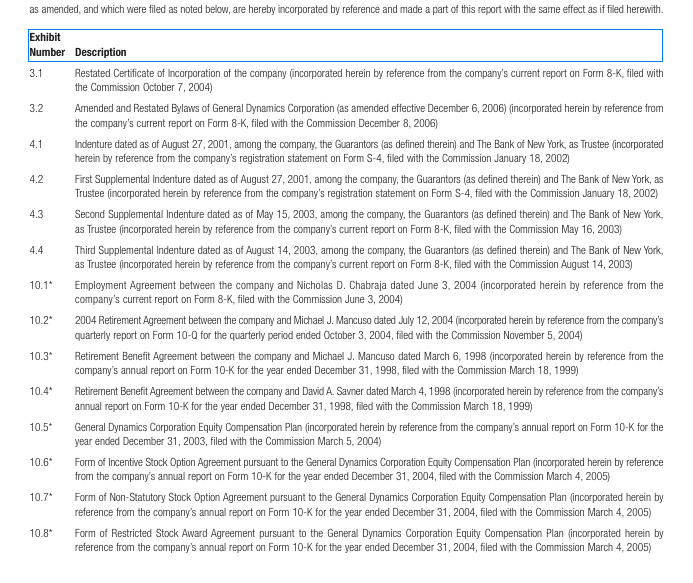 as amended, and which were filed as noted below, are hereby incorporated by reference and made a part of this report with the same effect as if filed herewith.
Exhibit
Number Description
3.1 Restated Certificate of Incorporation of the company (incorporated herein by reference from the company's current report on Form 8-K, filed with
the Commission October 7, 2004)
3.2 Amended and Restated Bylaws of General Dynamics Corporation (as amended effective December 6, 2006) (incorporated herein by reference from
the company's current report on Form 8-K, filed with the Commission December 8, 2006)
4.1 Indenture dated as of August 27, 2001, among the company, the Guarantors (as defined therein) and The Bank of New York, as Trustee (incorporated
herein by reference from the company's registration statement on Form S-4, filed with the Commission January 18, 2002)
4.2 First Supplemental Indenture dated as of August 27, 2001, among the company, the Guarantors (as defined therein) and The Bank of New York, as
Trustee (incorporated herein by reference from the company's registration statement on Form S-4, filed with the Commission January 18, 2002)
4.3 Second Supplemental Indenture dated as of May 15, 2003, among the company, the Guarantors (as defined therein) and The Bank of New York,
as Trustee (incorporated herein by reference from the company's current report on Form 8-K, filed with the Commission May 16, 2003)
4.4 Third Supplemental Indenture dated as of August 14, 2003, among the company, the Guarantors (as defined therein) and The Bank of New York,
as Trustee (incorporated herein by reference from the company's current report on Form 8-K, filed with the Commission August 14, 2003)
10.1* Employment Agreement between the company and Nicholas D. Chabraja dated June 3, 2004 (incorporated herein by reference from the
company's current report on Form 8-K, filed with the Commission June 3, 2004)
10.2* 2004 Retirement Agreement between the company and Michael J. Mancuso dated July 12, 2004 (incorporated herein by reference from the company's
quarterly report on Form 10-Q for the quarterly period ended October 3, 2004, filed with the Commission November 5, 2004)
10.3* Retirement Benefit Agreement between the company and Michael J. Mancuso dated March 6, 1998 (incorporated herein by reference from the
company's annual report on Form 10-K for the year ended December 31, 1998, filed with the Commission March 18, 1999)
10.4* Retirement Benefit Agreement between the company and David A. Savner dated March 4, 1998 (incorporated herein by reference from the company's
annual report on Form 10-K for the year ended December 31, 1998, filed with the Commission March 18, 1999)
10.5* General Dynamics Corporation Equity Compensation Plan (incorporated herein by reference from the company's annual report on Form 10-K for the
year ended December 31, 2003, filed with the Commission March 5, 2004)
10.6* Form of Incentive Stock Option Agreement pursuant to the General Dynamics Corporation Equity Compensation Plan (incorporated herein by reference
from the company's annual report on Form 10-K for the year ended December 31, 2004, filed with the Commission March 4, 2005)
10.7* Form of Non-Statutory Stock Option Agreement pursuant to the General Dynamics Corporation Equity Compensation Plan (incorporated herein by
reference from the company's annual report on Form 10-K for the year ended December 31, 2004, filed with the Commission March 4, 2005)
10.8* Form of Restricted Stock Award Agreement pursuant to the General Dynamics Corporation Equity Compensation Plan (incorporated herein by
reference from the company's annual report on Form 10-K for the year ended December 31, 2004, filed with the Commission March 4, 2005)